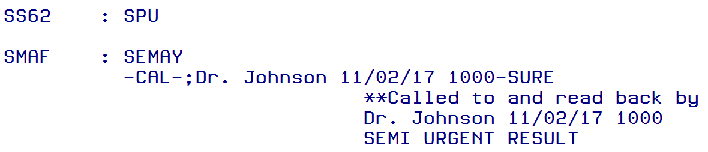 SS62 : SPU
SMAF : SEMAY
-CAL-;Dr. Johnson 11/02/17 1000-SURE
**Called to and read back by
Dr. Johnson 11/02/17 1000
SEMI URGENT RESULT